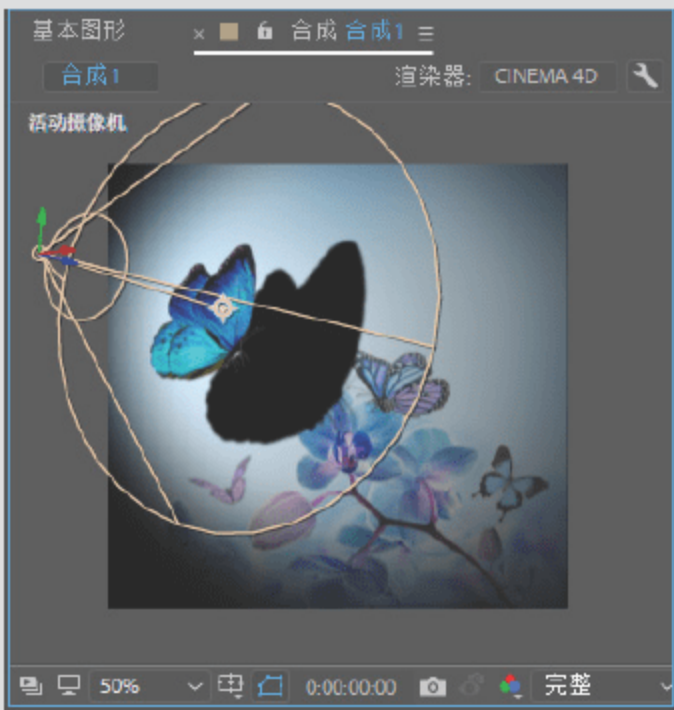 基本图形 × 合成 合成1 ☰
合成1 渲染器: CINEMA 4D
活动摄像机
50% 0:00:00:00 完整